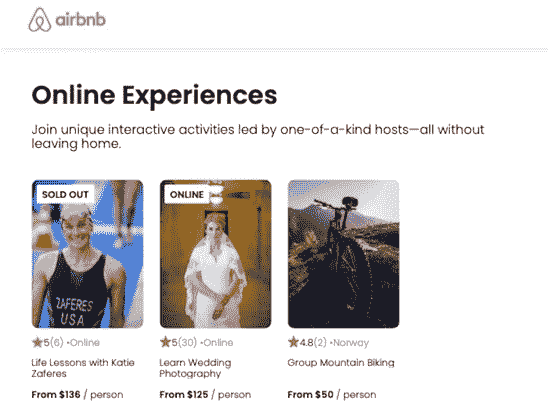 airbnb
Online Experiences
Join unique interactive activities led by one-of-a-kind hosts—all without
leaving home.
SOLD OUT
ONLINE
ZAFERES
USA
5(6) •Online
5(30) •Online
4.8(2) •Norway
Life Lessons with Katie
Zaferes
Learn Wedding
Photography
Group Mountain Biking
From $136 / person
From $125 / person
From $50 / person